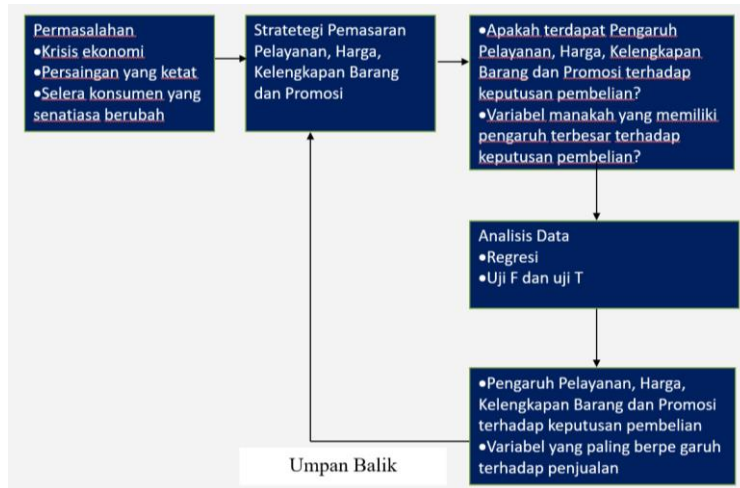 Permasalahan
•Krisis ekonomi
•Persaingan yang ketat
•Selera konsumen yang
senatiasa berubah
Stratetegi Pemasaran
Pelayanan, Harga,
Kelengkapan Barang
dan Promosi
•Apakah terdapat Pengaruh
Pelayanan, Harga, Kelengkapan
Barang dan Promosi terhadap
keputusan pembelian?
•Variabel manakah yang memiliki
pengaruh terbesar terhadap
keputusan pembelian?
Analisis Data
•Regresi
•Uji F dan uji T
•Pengaruh Pelayanan, Harga,
Kelengkapan Barang dan Promosi
terhadap keputusan pembelian
•Variabel yang paling berpe garuh
terhadap penjualan
Umpan Balik